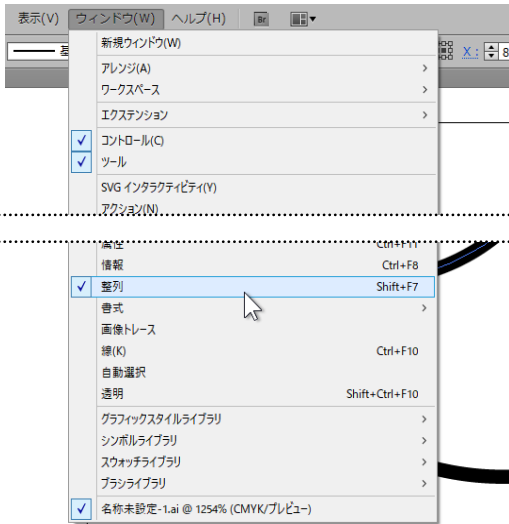 表示(V) ウィンドウ(W) ヘルプ(H) Br
基 X : 8
新規ウィンドウ(W)
アレンジ(A)
ワークスペース
エクステンション
コントロール(C)
ツール
SVG インタラクティビティ(Y)
アクション(N)
属性 Ctrl+F11
情報 Ctrl+F8
整列 Shift+F7
書式
画像トレース
線(K) Ctrl+F10
自動選択
透明 Shift+Ctrl+F10
グラフィックスタイルライブラリ
シンボルライブラリ
スウォッチライブラリ
ブラシライブラリ
名称未設定-1.ai @ 1254% (CMYK/プレビュー)